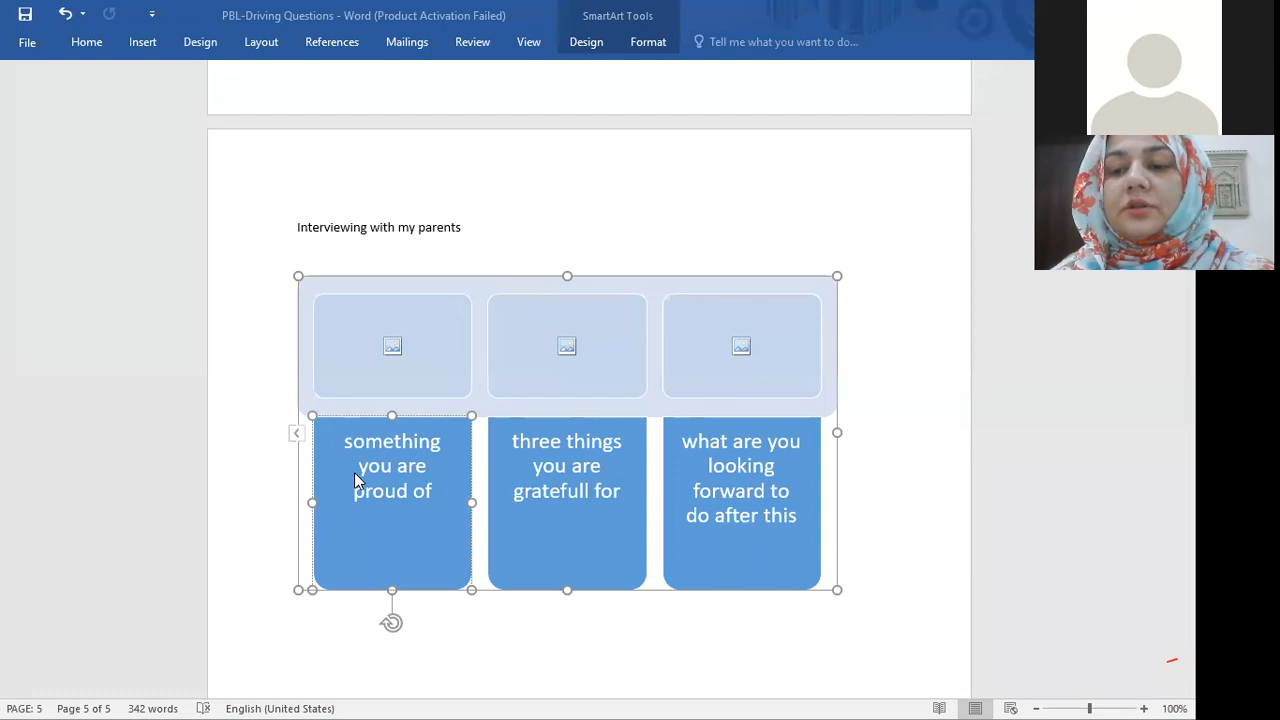 PBL-Driving Questions - Word (Product Activation Failed)
SmartArt Tools
File
Home
Insert
Design
Layout
References
Mailings
Review
View
Design
Format
Tell me what you want to do...
Interviewing with my parents
something
you are
proud of
three things
you are
gratefull for
what are you
looking
forward to
do after this
PAGE: 5
Page 5 of 5
342 words
English (United States)
100%